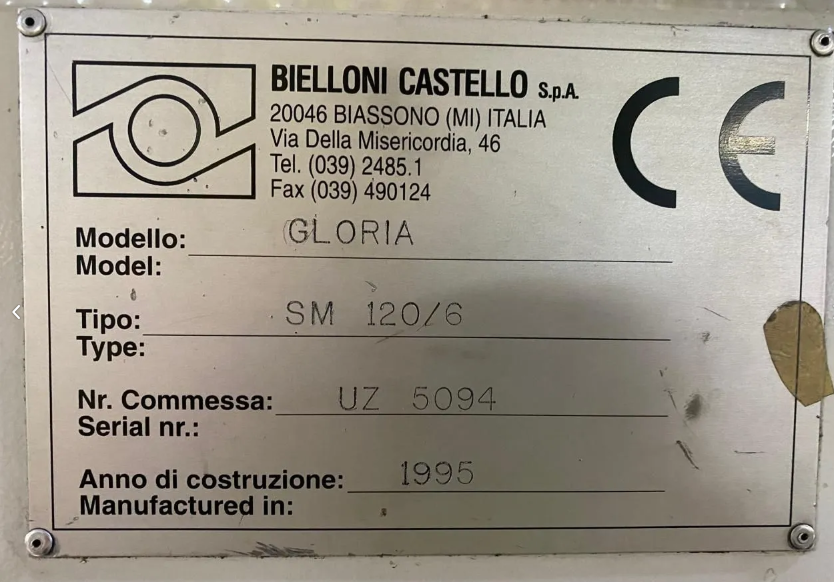 BIELLONI CASTELLO S.p.A.
20046 BIASSONO (MI) ITALIA
Via Della Misericordia, 46
Tel. (039) 2485.1
Fax (039) 490124
CE
Modello: GLORIA
Model:
Tipo: SM 120/6
Type:
Nr. Commessa: UZ 5094
Serial nr.:
Anno di costruzione: 1995
Manufactured in: